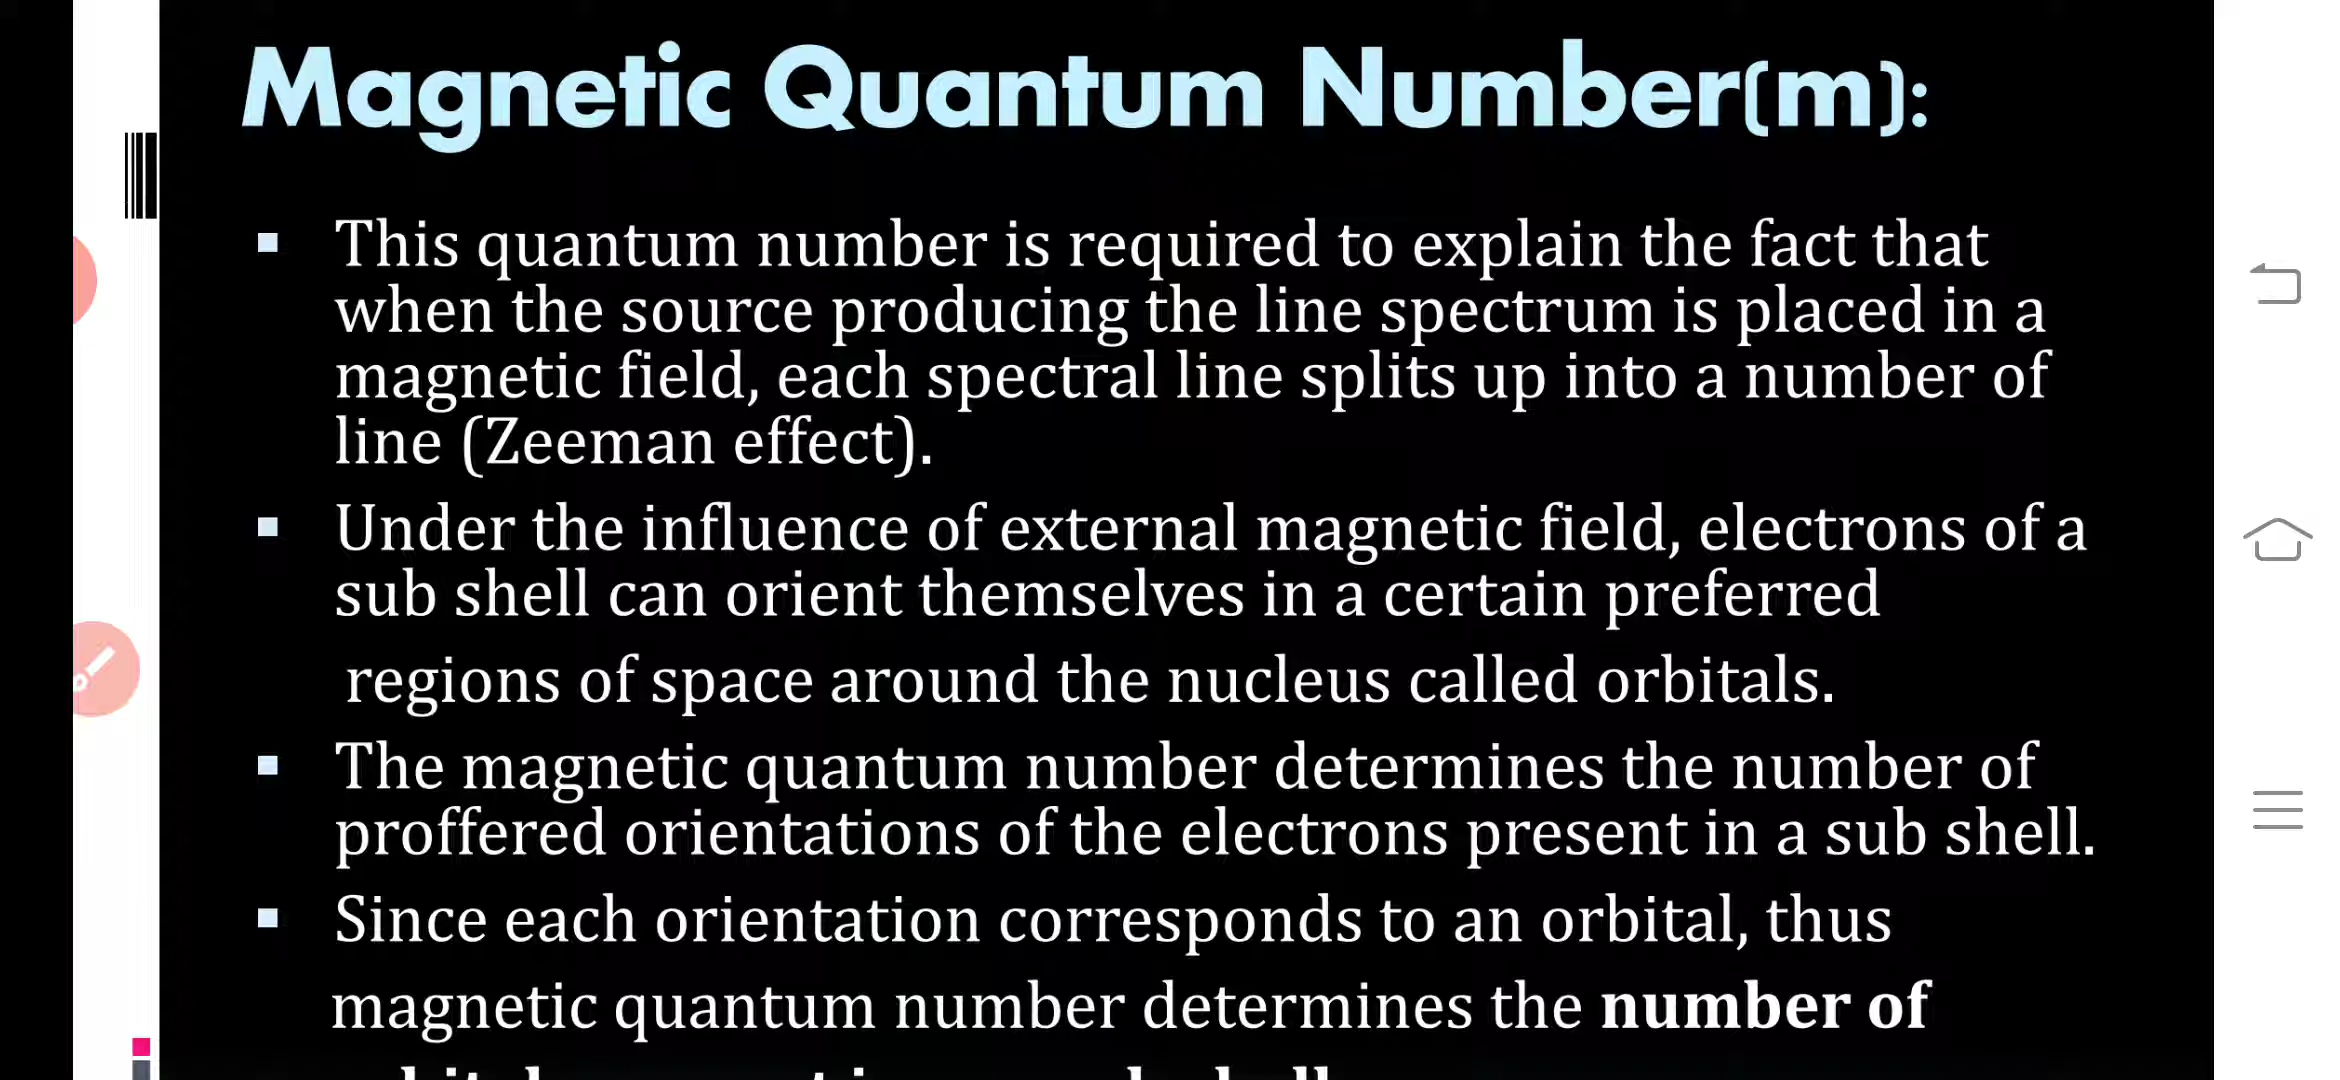 Magnetic Quantum Number(m):
▪ This quantum number is required to explain the fact that
when the source producing the line spectrum is placed in a
magnetic field, each spectral line splits up into a number of
line (Zeeman effect).
▪ Under the influence of external magnetic field, electrons of a
sub shell can orient themselves in a certain preferred
regions of space around the nucleus called orbitals.
▪ The magnetic quantum number determines the number of
proffered orientations of the electrons present in a sub shell.
▪ Since each orientation corresponds to an orbital, thus
magnetic quantum number determines the number of